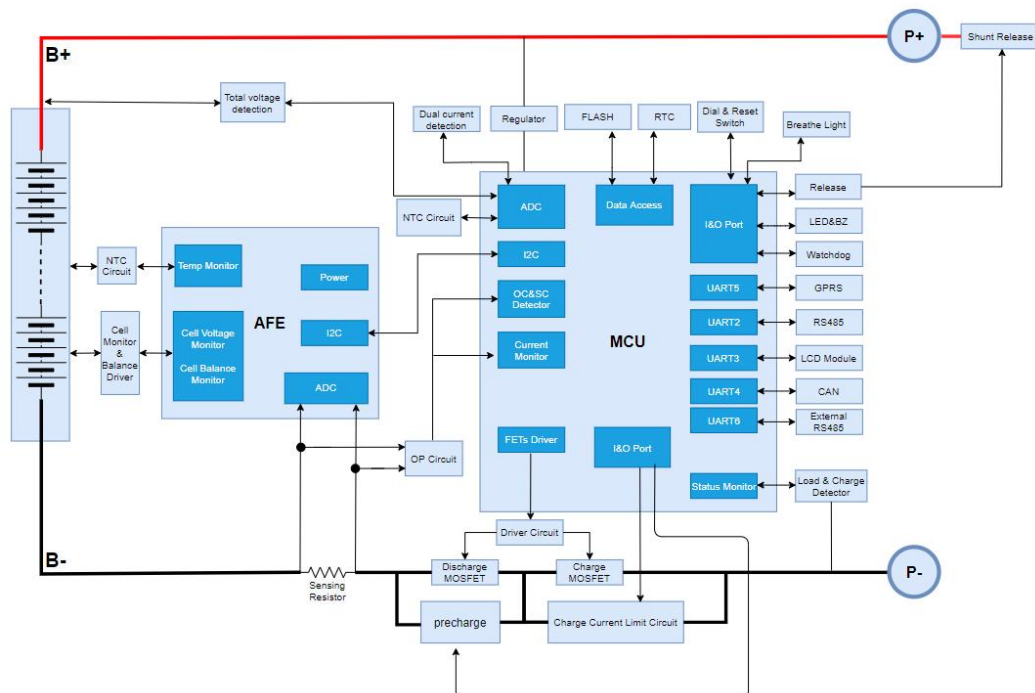 B+
P+
Shunt Release
Total voltage
detection
Dual current
detection
Regulator
FLASH
RTC
Dial & Reset
Switch
Breathe Light
ADC
Data Access
I&O Port
Release
NTC Circuit
LED&BZ
NTC
Circuit
Temp Monitor
Power
I2C
Watchdog
OC&SC
Detector
UART5
GPRS
AFE
I2C
MCU
UART2
RS485
Cell
Monitor
&
Balance
Driver
Cell Voltage
Monitor
Cell Balance
Monitor
Current
Monitor
UART3
LCD Module
ADC
UART4
CAN
UART6
External
RS485
OP Circuit
FETs Driver
I&O Port
Status Monitor
Load & Charge
Detector
Driver Circuit
B-
Sensing
Resistor
Discharge
MOSFET
Charge
MOSFET
P-
precharge
Charge Current Limit Circuit